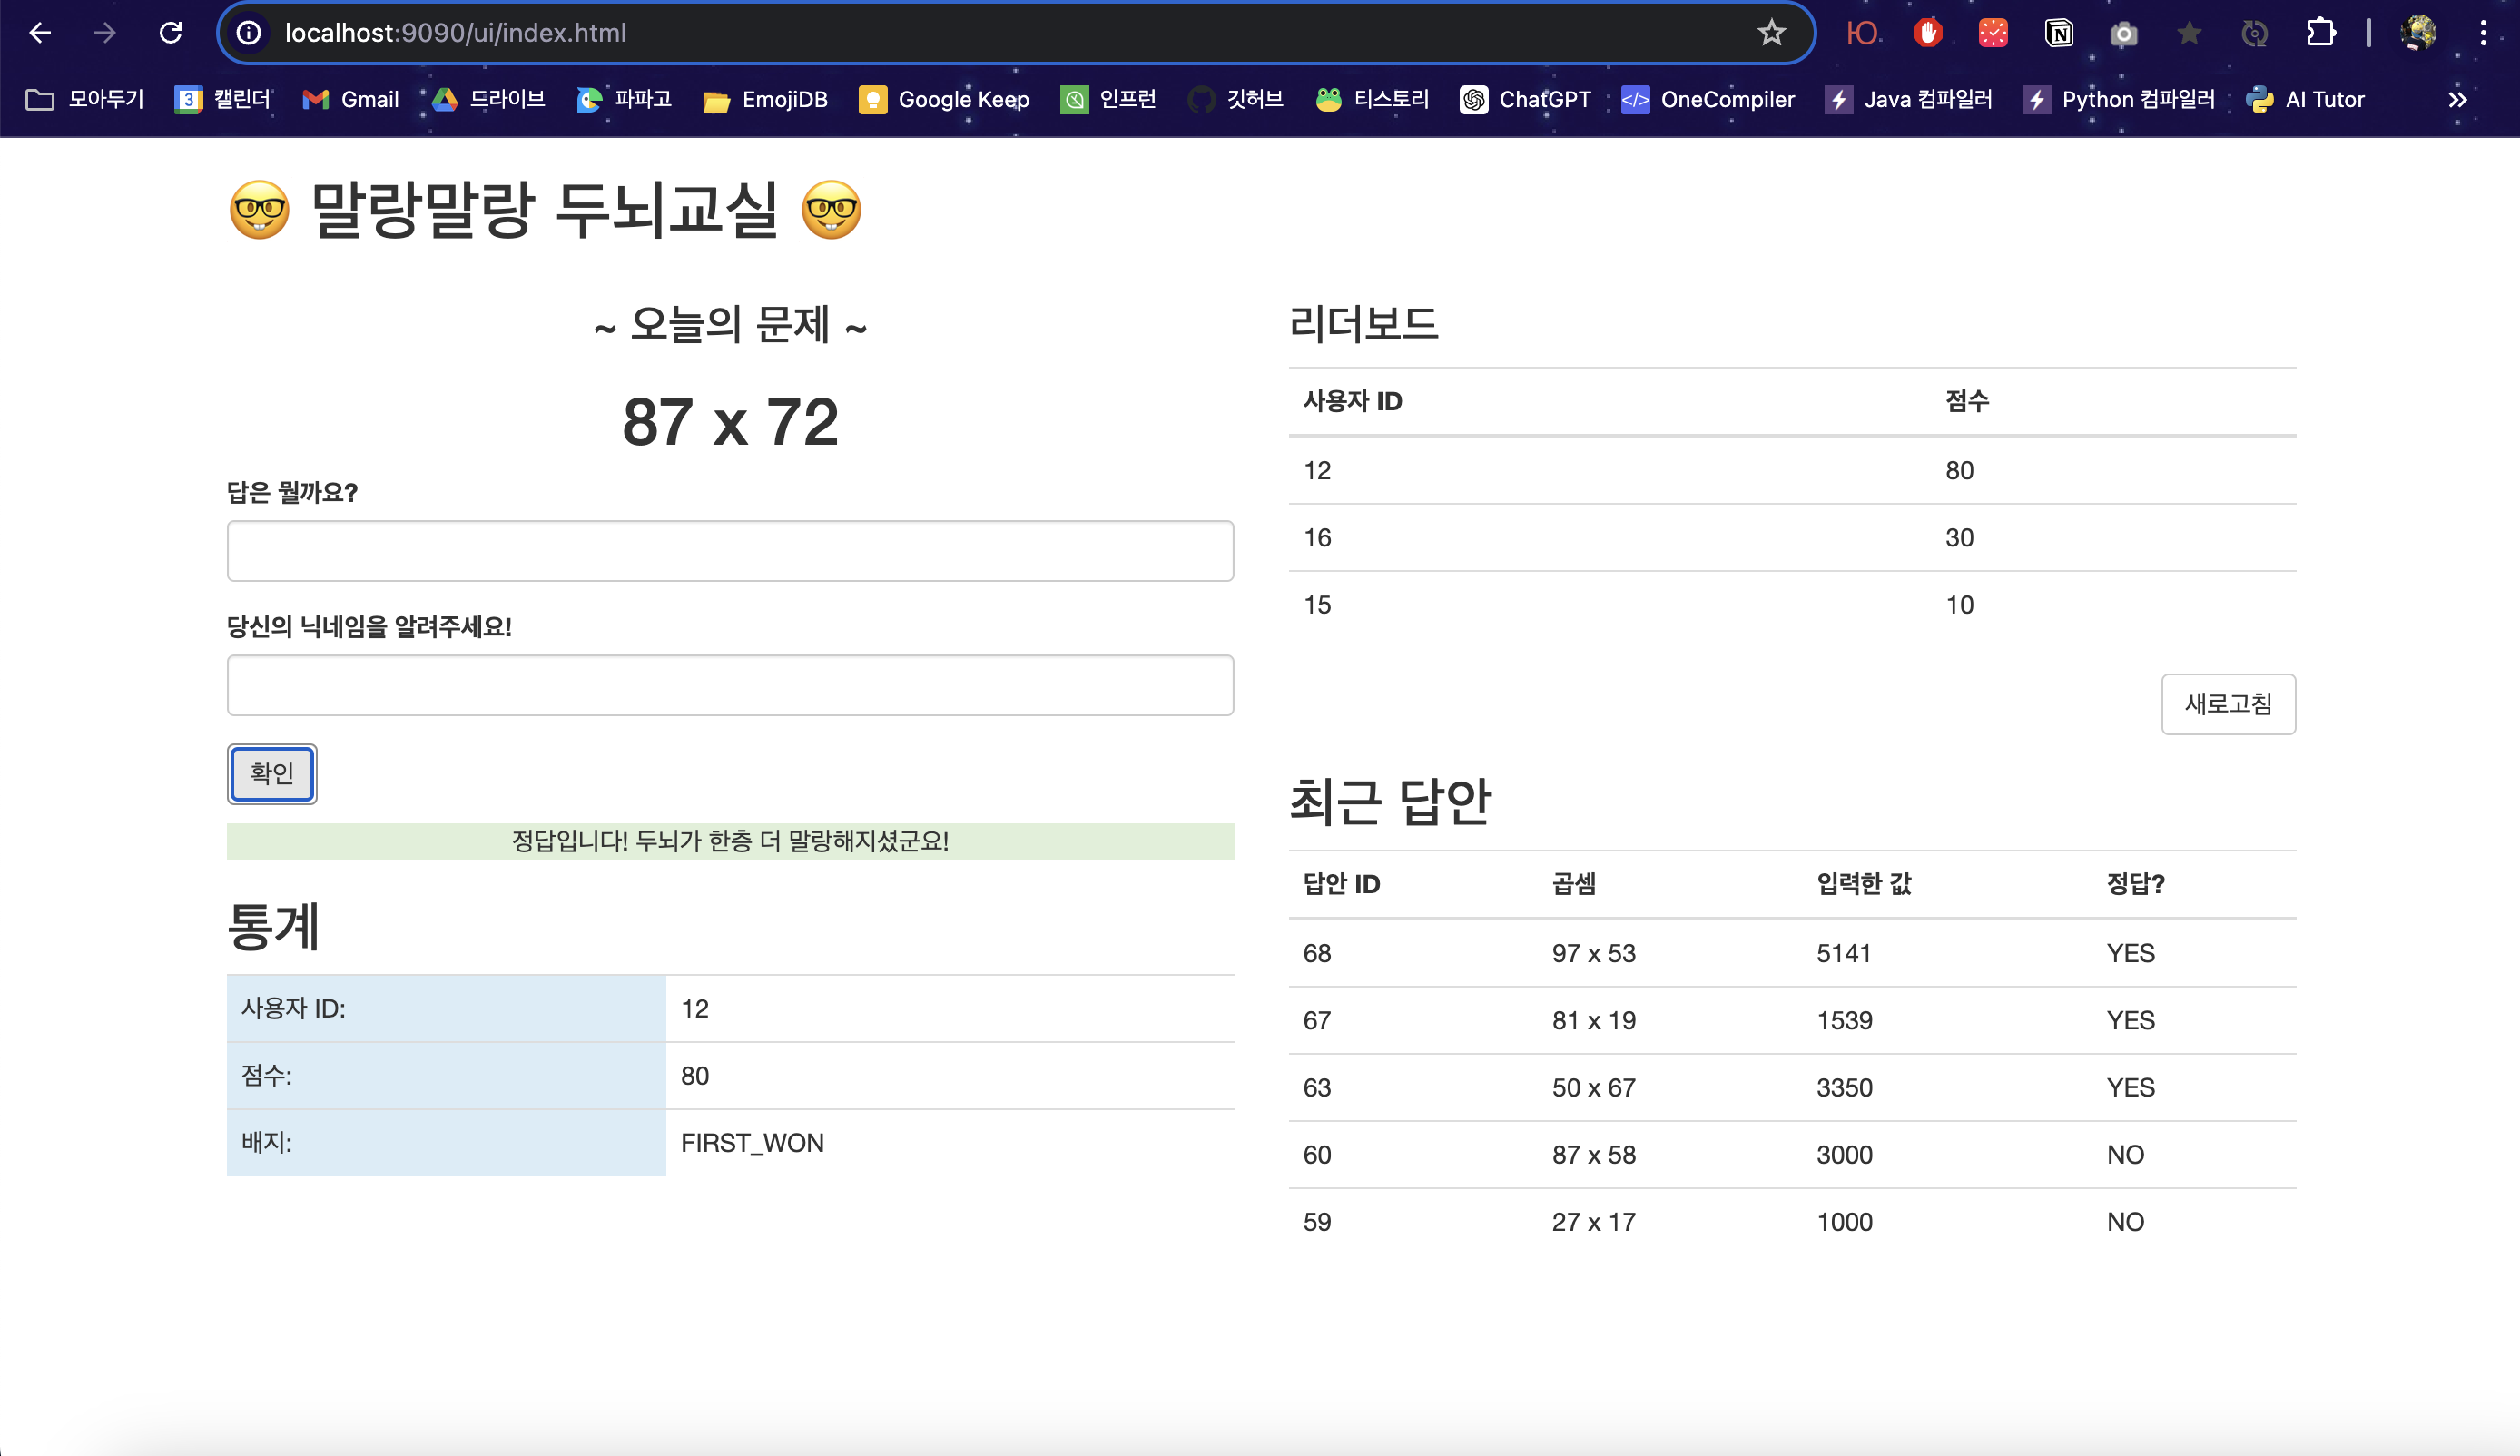 localhost:9090/ui/index.html
모아두기 캘린더 Gmail 드라이브 파파고 EmojiDB Google Keep 인프런 깃허브 티스토리 ChatGPT OneCompiler Java 컴파일러 Python 컴파일러 AI Tutor
🤓 말랑말랑 두뇌교실 🤓
~ 오늘의 문제 ~
87 x 72
답은 뭘까요?
당신의 닉네임을 알려주세요!
확인
정답입니다! 두뇌가 한층 더 말랑해지셨군요!
통계
사용자 ID: 12
점수: 80
배지: FIRST_WON
리더보드
사용자 ID 점수
12 80
16 30
15 10
새로고침
최근 답안
답안 ID 곱셈 입력한 값 정답?
68 97 x 53 5141 YES
67 81 x 19 1539 YES
63 50 x 67 3350 YES
60 87 x 58 3000 NO
59 27 x 17 1000 NO